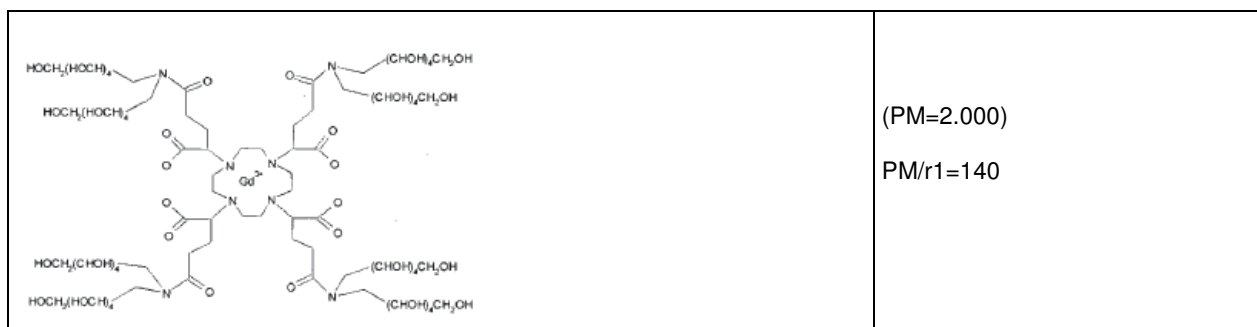 HOCH2(HOCH)4 N O O N (CHOH)4CH2OH
HOCH2(HOCH)4 (CHOH)4CH2OH
O O
O N N O
Gd3+
O N N O
O O
HOCH2(CHOH)4 (CHOH)4CH2OH
HOCH2(HOCH)4 N O O N (CHOH)4CH2OH
(PM=2.000)
PM/r1=140